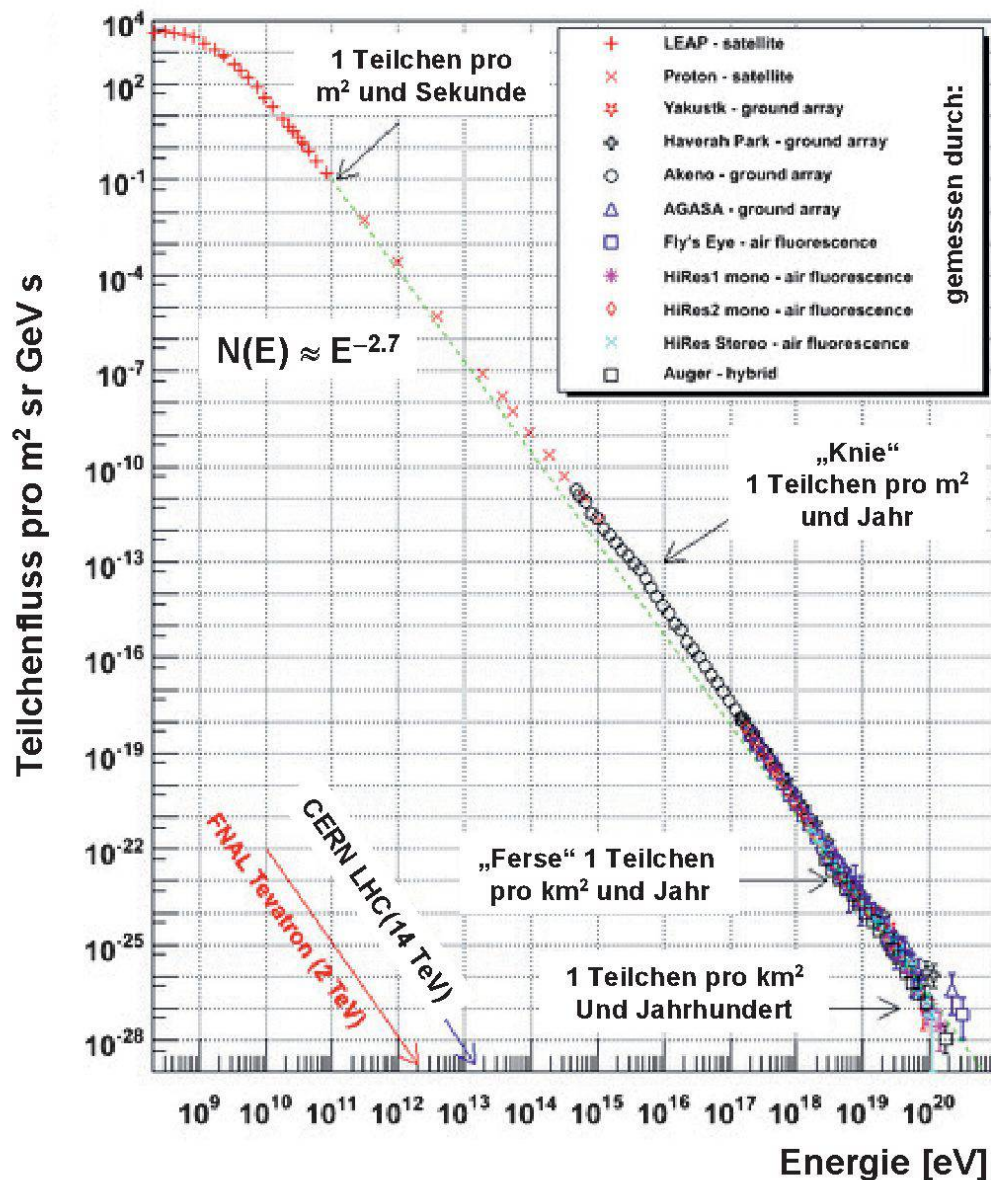 Teilchenfluss pro m² sr GeV s
10⁴
10²
10⁻¹
10⁻⁴
10⁻⁷
10⁻¹⁰
10⁻¹³
10⁻¹⁶
10⁻¹⁹
10⁻²²
10⁻²⁵
10⁻²⁸
1 Teilchen pro
m² und Sekunde
LEAP - satellite
Proton - satellite
Yakustk - ground array
Haverah Park - ground array
Akeno - ground array
AGASA - ground array
Fly's Eye - air fluorescence
HiRes1 mono - air fluorescence
HiRes2 mono - air fluorescence
HiRes Stereo - air fluorescence
Auger - hybrid
gemessen durch:
N(E) ≈ E⁻²·⁷
„Knie“
1 Teilchen pro m²
und Jahr
„Ferse“ 1 Teilchen
pro km² und Jahr
1 Teilchen pro km²
Und Jahrhundert
FNAL Tevatron (2 TeV)
CERN LHC(14 TeV)
10⁹ 10¹⁰ 10¹¹ 10¹² 10¹³ 10¹⁴ 10¹⁵ 10¹⁶ 10¹⁷ 10¹⁸ 10¹⁹ 10²⁰
Energie [eV]